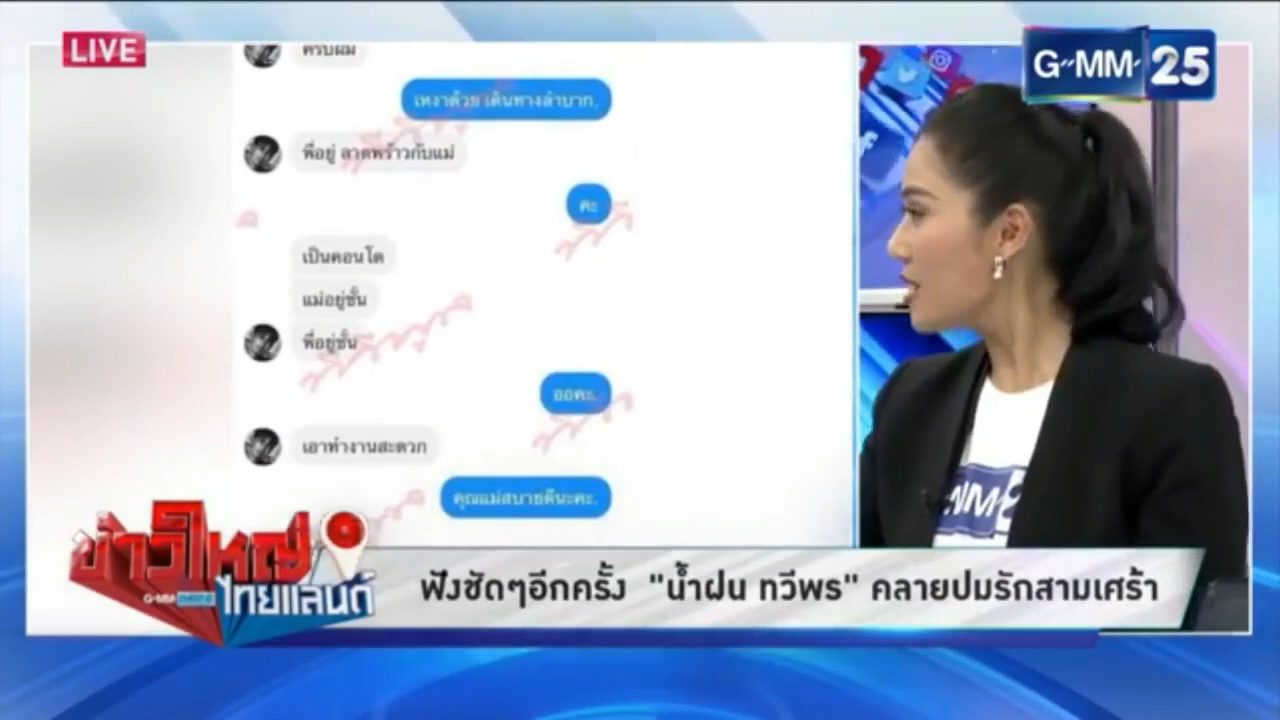 LIVE
G"MM' 25
ครับผม
เหงาด้วย เดินทางลำบาก.
พี่อยู่ ลาดพร้าวกับแม่
คะ
เป็นคอนโด
แม่อยู่ชั้น
พี่อยู่ชั้น
ออคะ.
เอาทำงานสะดวก
คุณแม่สบายดีนะคะ.
ข่าวใหญ่
ไทยแลนด์
ฟังชัดๆอีกครั้ง "น้ำฝน ทวีพร" คลายปมรักสามเศร้า